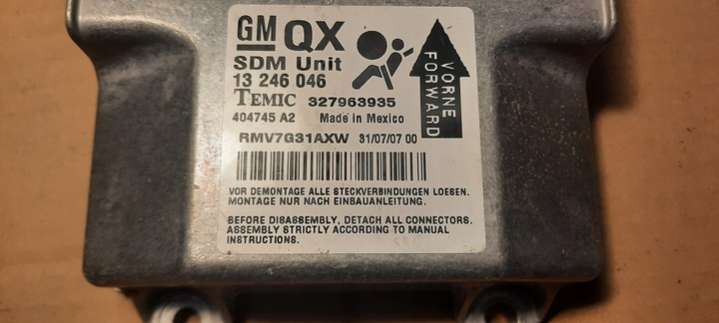 GM QX
SDM Unit
13 246 046
TEMIC 327963935
404745 A2 Made in Mexico
RMV7G31AXW 31/07/07 00
VORNE
FORWARD
VOR DEMONTAGE ALLE STECKVERBINDUNGEN LOESEN.
MONTAGE NUR NACH EINBAUANLEITUNG.
BEFORE DISASSEMBLY, DETACH ALL CONNECTORS.
ASSEMBLY STRICTLY ACCORDING TO MANUAL
INSTRUCTIONS.